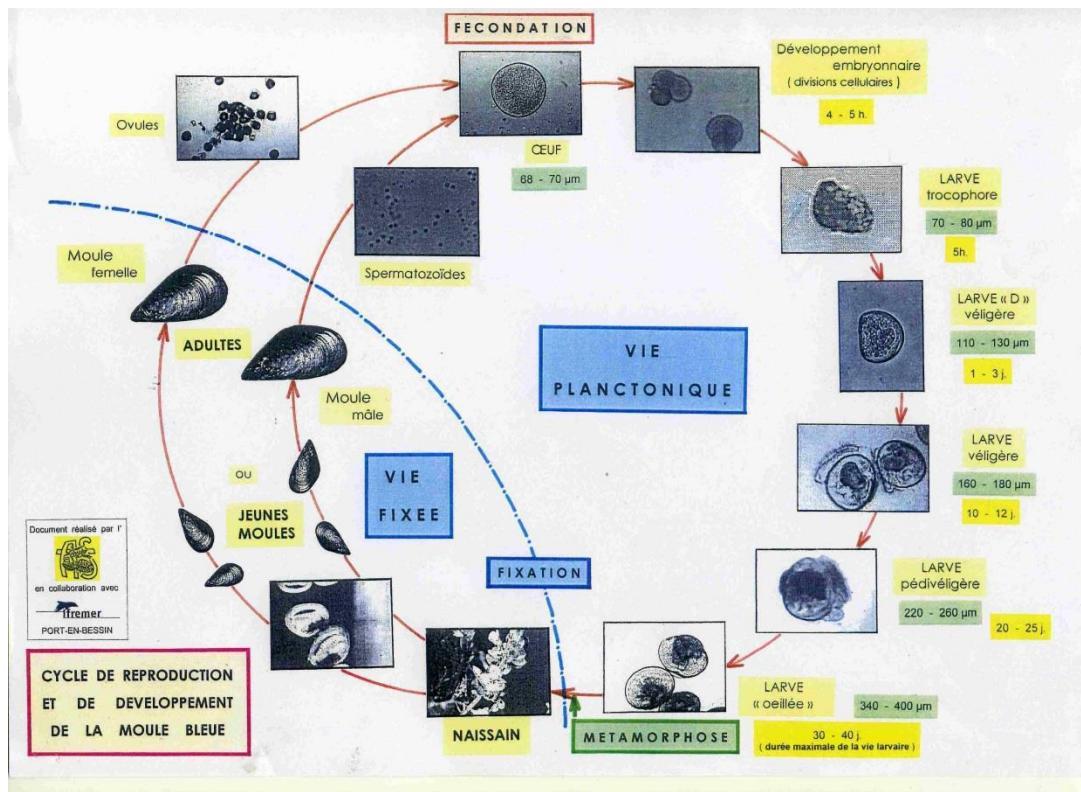 FECONDATION
Ovules
ŒUF
68 - 70 µm
Spermatozoïdes
Développement
embryonnaire
( divisions cellulaires )
4 - 5 h.
LARVE
trocophore
70 - 80 µm
5h.
LARVE « D »
véligère
110 - 130 µm
1 - 3 j.
LARVE
véligère
160 - 180 µm
10 - 12 j.
LARVE
pédivéligère
220 - 260 µm
20 - 25 j.
LARVE
« oeillée »
340 - 400 µm
30 - 40 j.
( durée maximale de la vie larvaire )
METAMORPHOSE
FIXATION
VIE
PLANCTONIQUE
VIE
FIXEE
NAISSAIN
JEUNES
MOULES
ou
Moule
mâle
ADULTES
Moule
femelle
Document réalisé par l'
en collaboration avec
ifremer
PORT-EN-BESSIN
CYCLE DE REPRODUCTION
ET DE DEVELOPPEMENT
DE LA MOULE BLEUE